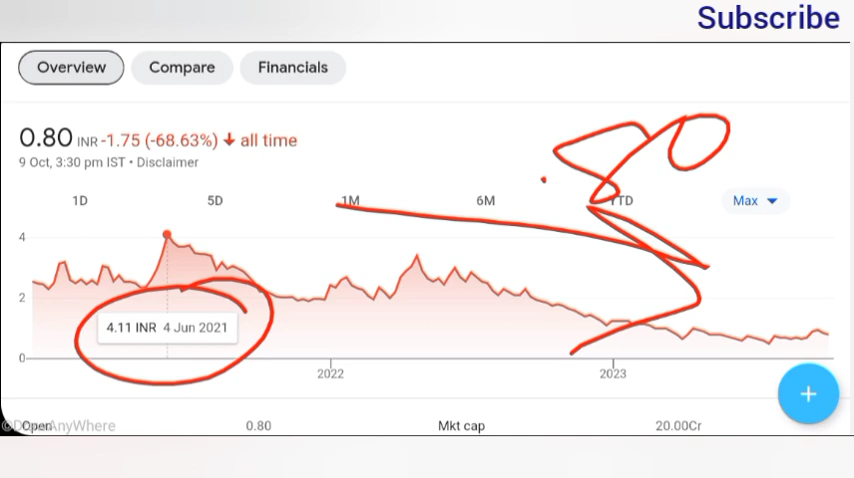 Subscribe
Overview Compare Financials
0.80 INR -1.75 (-68.63%) ↓ all time
9 Oct, 3:30 pm IST • Disclaimer
.80
1D 5D 1M 6M YTD Max
4
2
0
4.11 INR 4 Jun 2021
2022 2023
+
Open 0.80 Mkt cap 20.00Cr